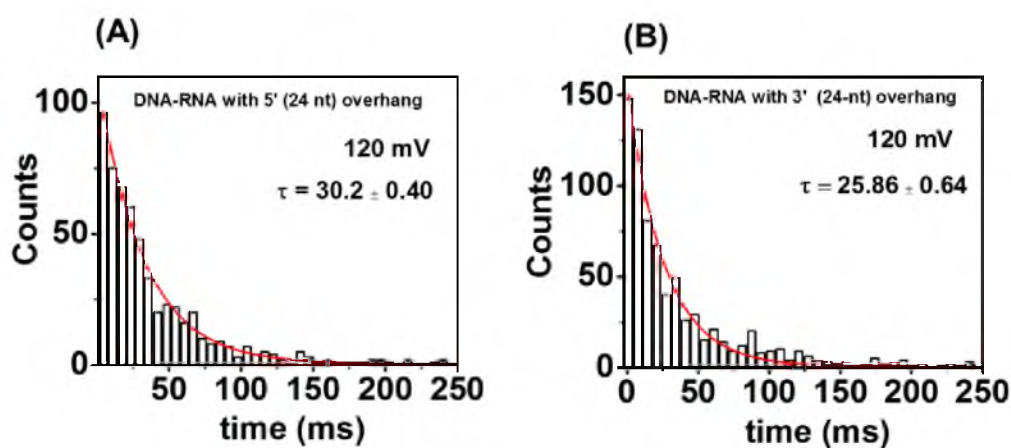 (A)
DNA-RNA with 5' (24 nt) overhang
120 mV
τ = 30.2 ± 0.40
Counts
100
50
0
50 100 150 200 250
time (ms)
(B)
DNA-RNA with 3' (24-nt) overhang
120 mV
τ = 25.86 ± 0.64
Counts
150
100
50
0
0 50 100 150 200 250
time (ms)